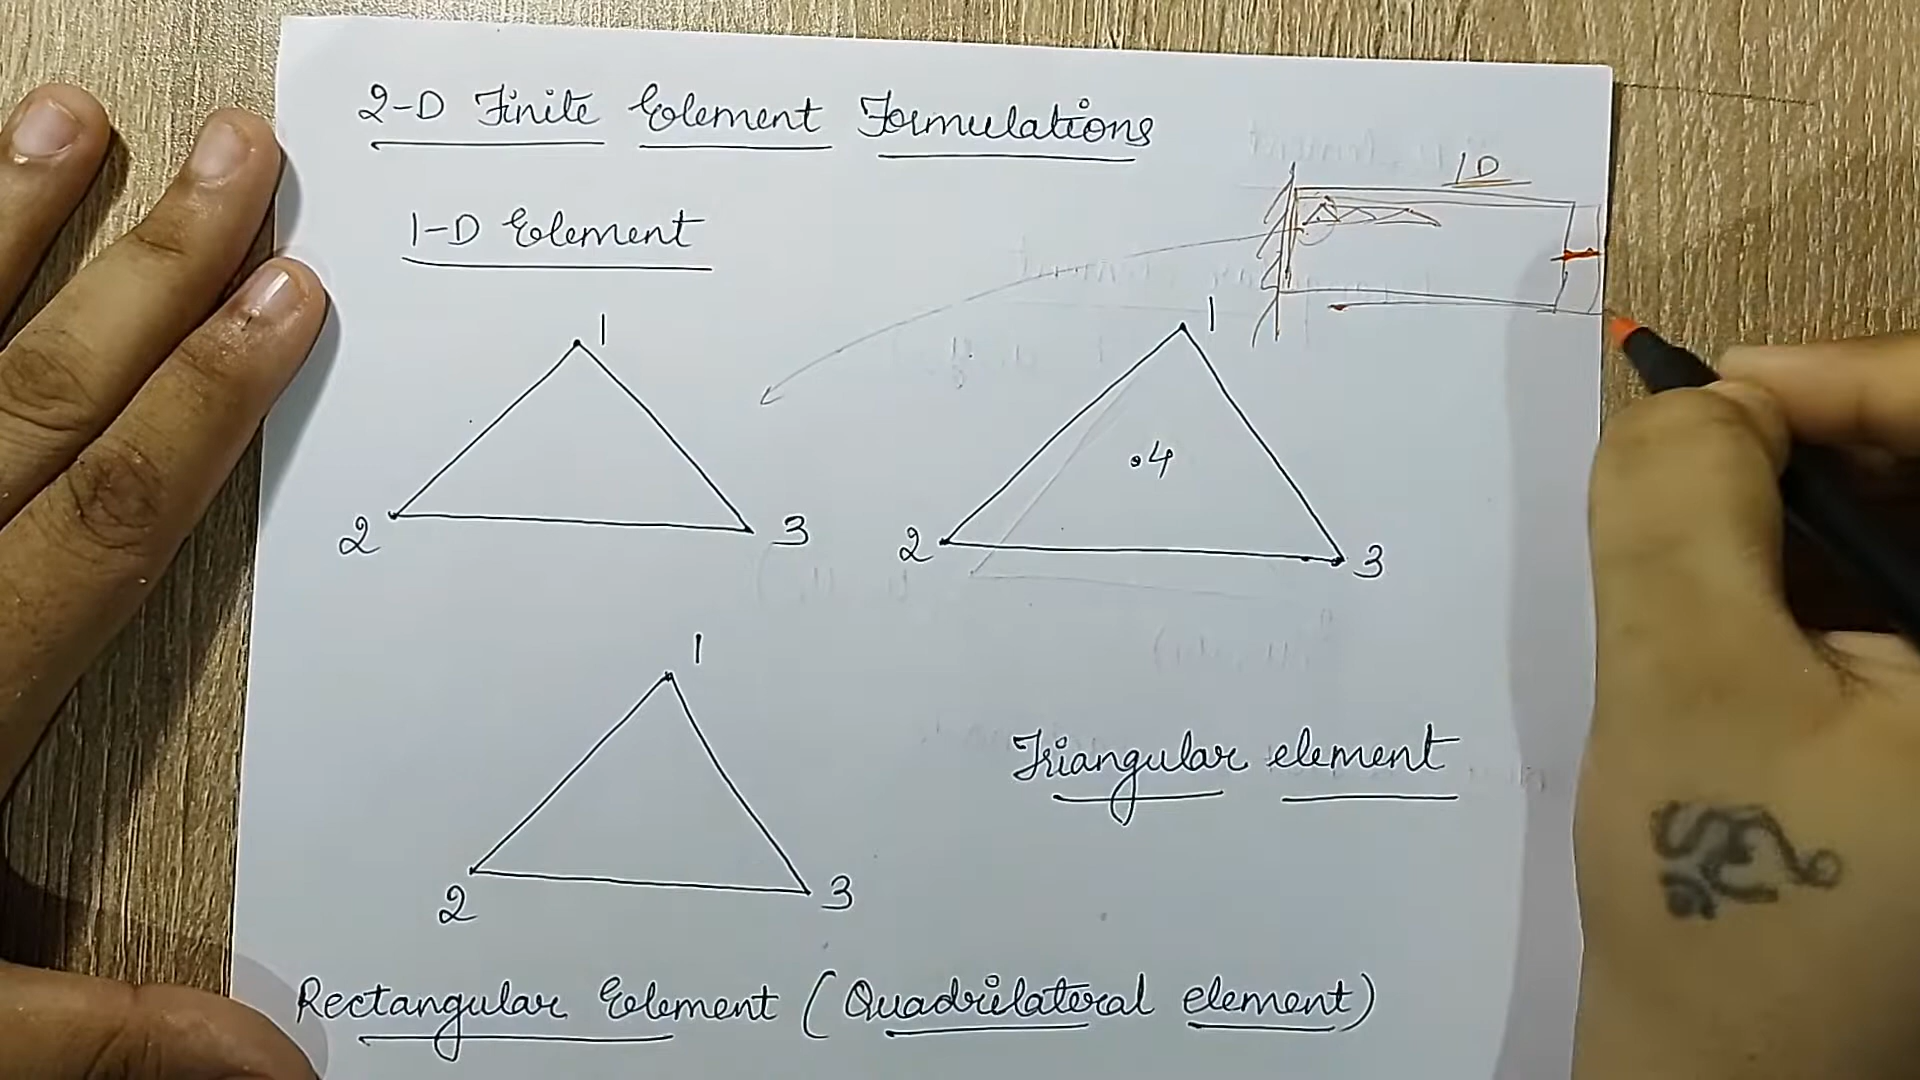 2-D Finite Element Formulations
1D
1-D Element
1
2
3
1
.4
2
3
1
2
3
Triangular element
Rectangular Element (Quadrilateral element)